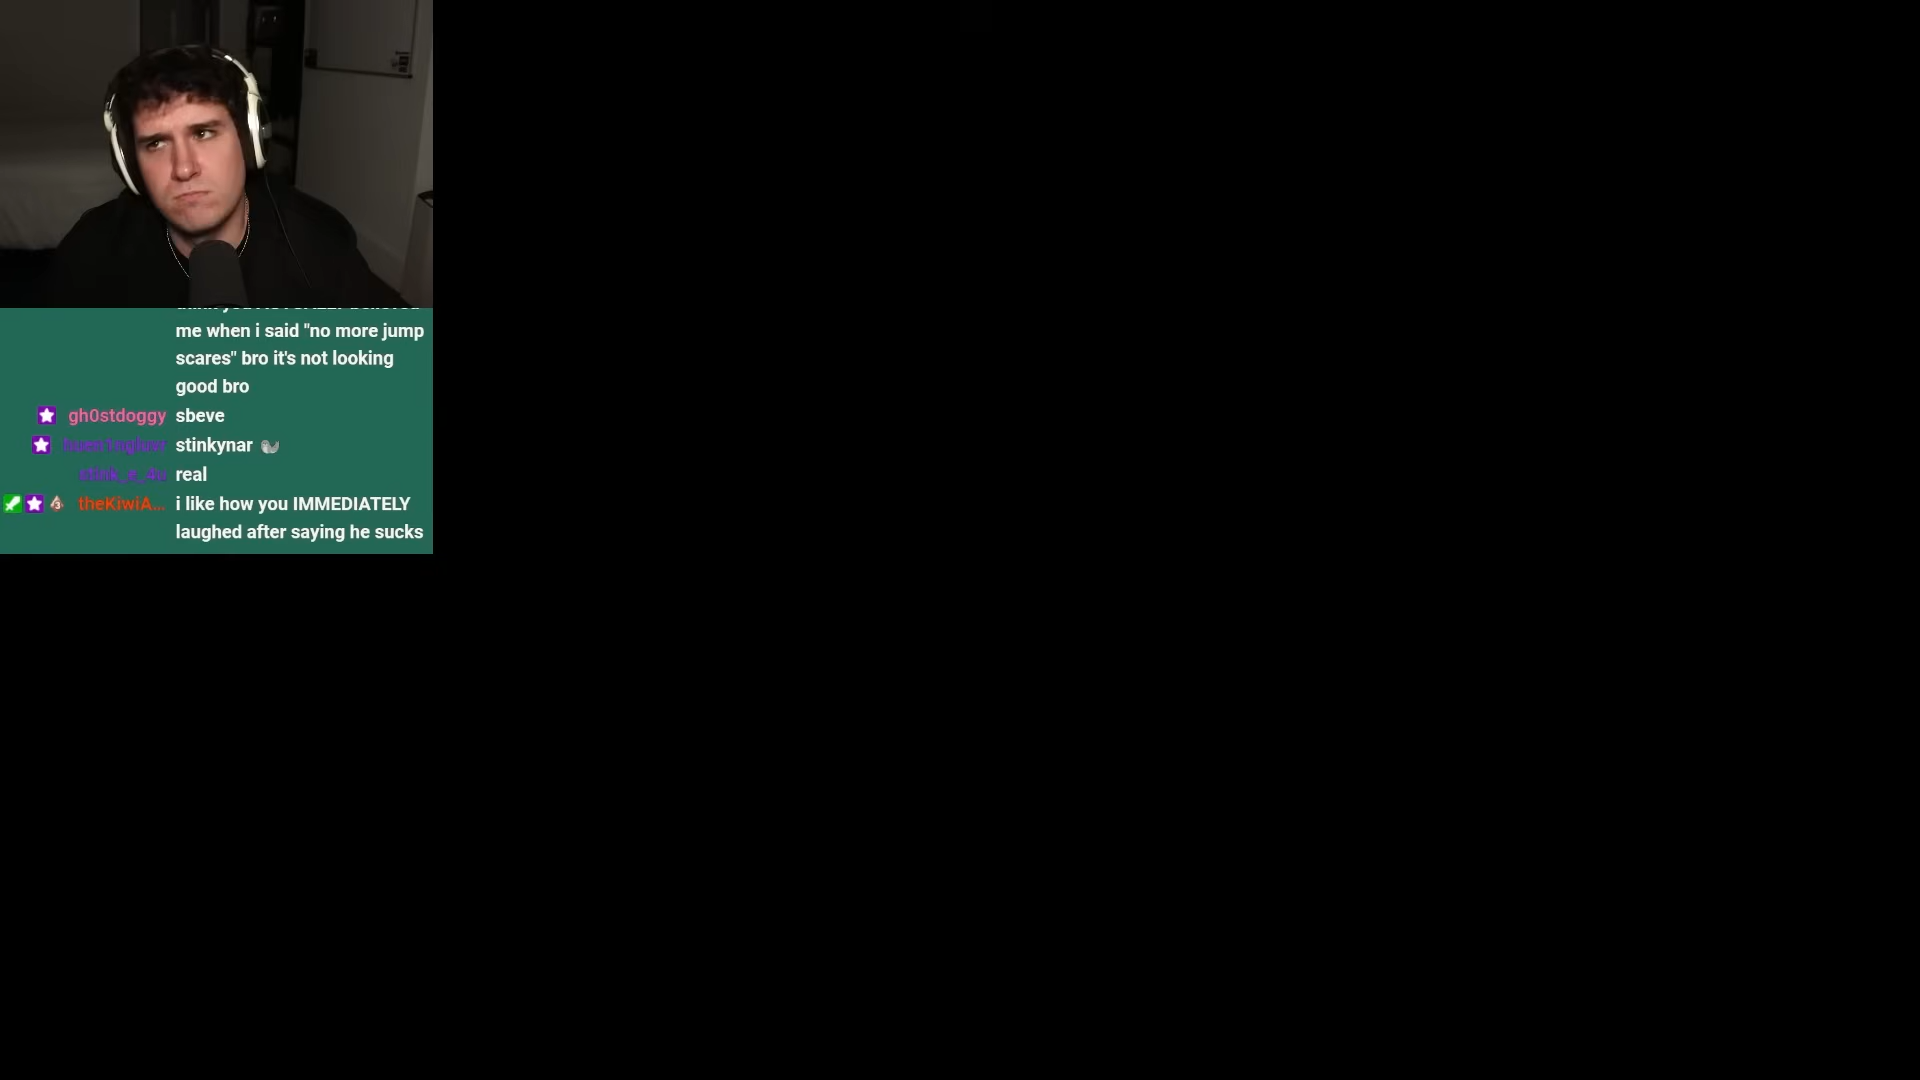 me when i said "no more jump
scares" bro it's not looking
good bro
gh0stdoggy sbeve
stinkynar
real
theKiwiA... i like how you IMMEDIATELY
laughed after saying he sucks